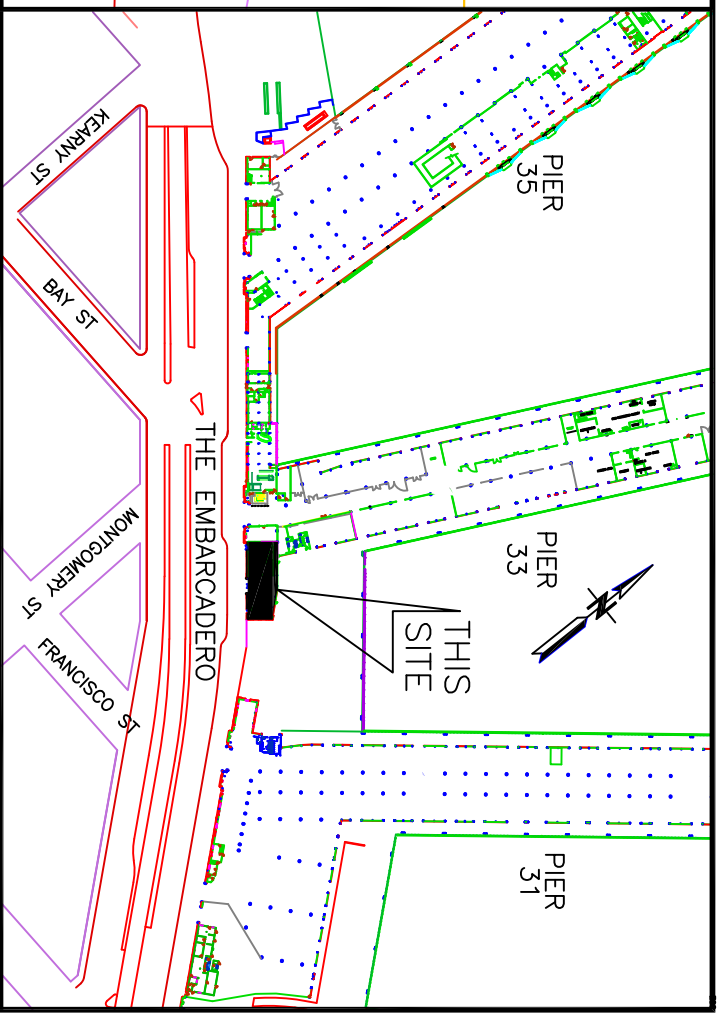 KEARNY ST
PIER
35
BAY ST
THE EMBARCADERO
MONTGOMERY
ST
PIER
33
N
THIS
SITE
FRANCISCO ST
PIER
31